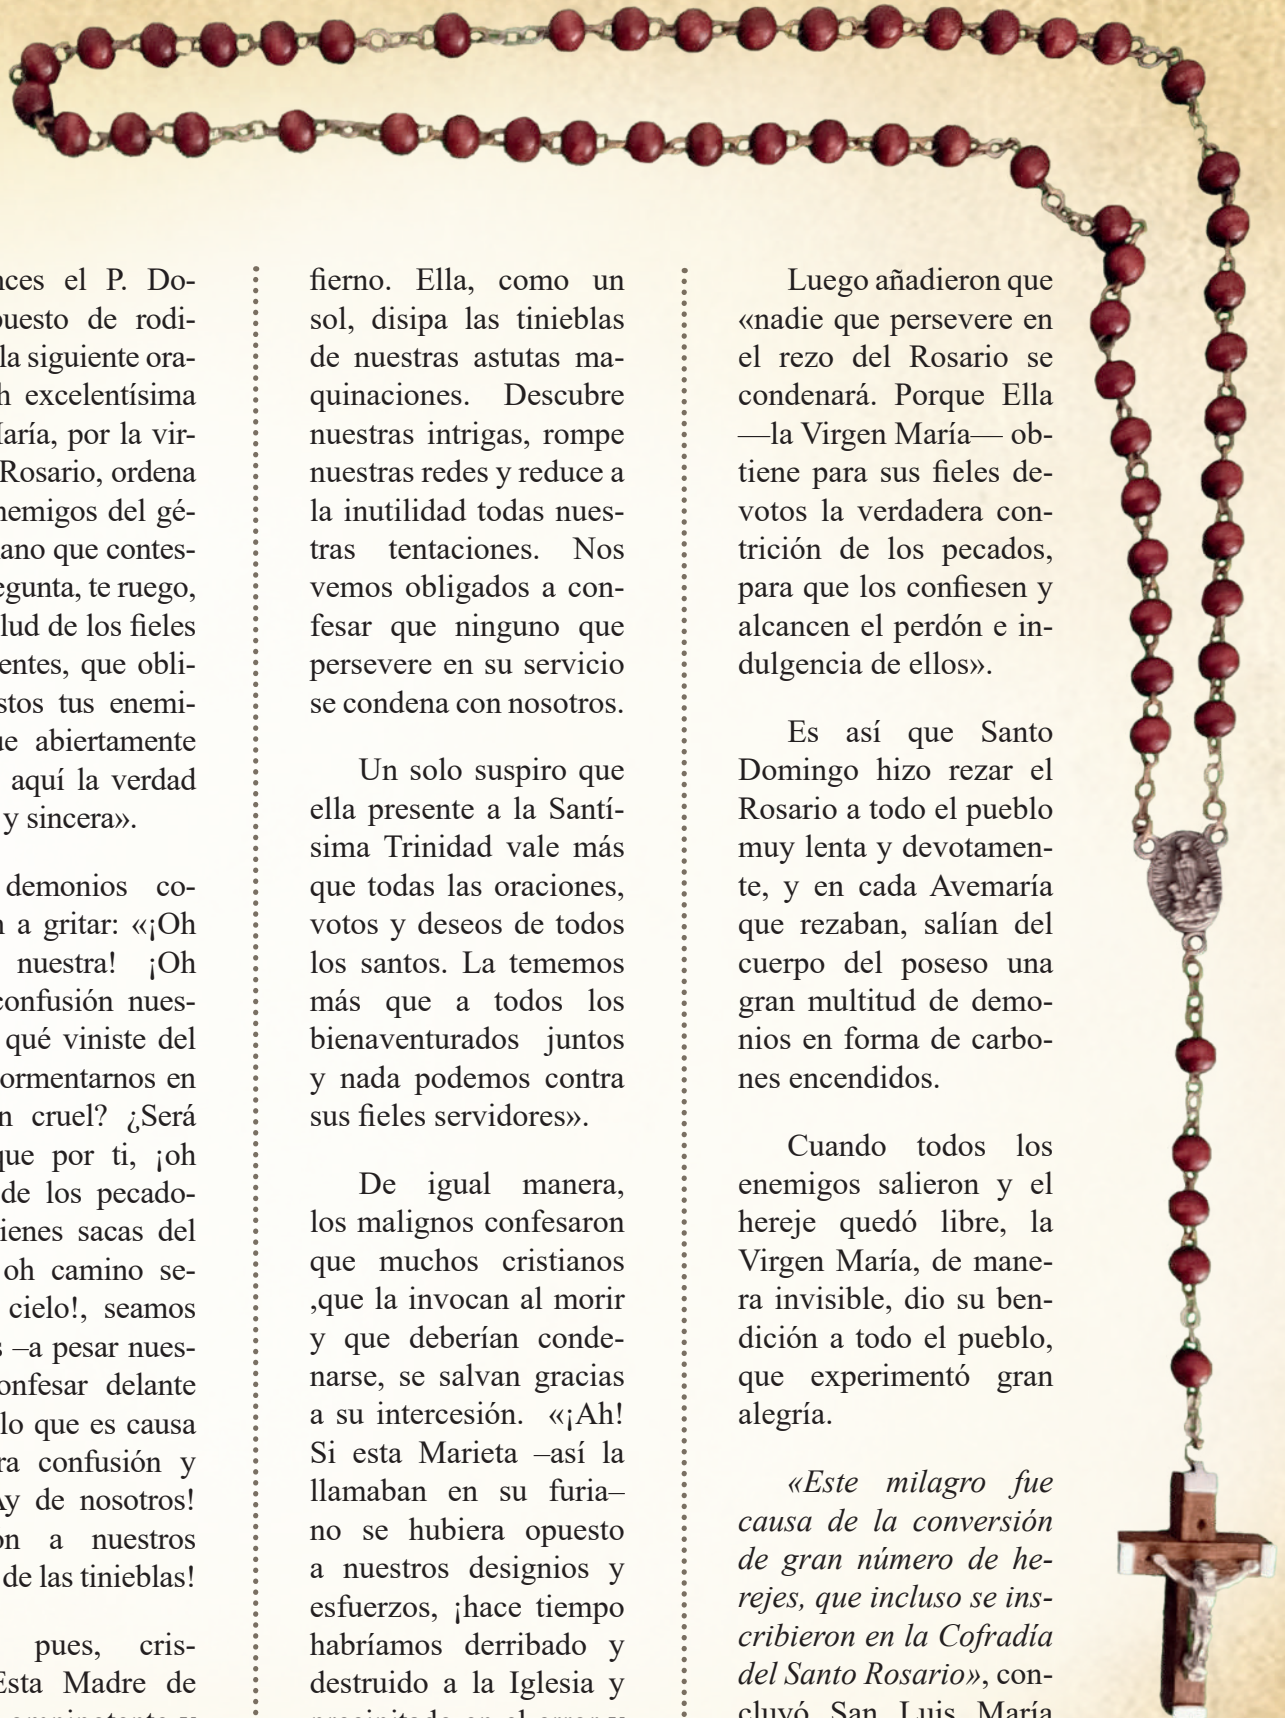 el P. Do-
de rodi-
la siguiente ora-
excelentísima
por la vir-
Rosario, ordena
del gé-
que contes-
te ruego,
de los fieles
que obli-
tus enemi-
abiertamente
aquí la verdad
y sincera».
demonios co-
a gritar: «¡Oh
nuestra! ¡Oh
confusión nues-
qué viniste del
en
cruel? ¿Será
por ti, ¡oh
de los pecado-
sacas del
oh camino se-
cielo!, seamos
–a pesar nues-
delante
lo que es causa
confusión y
de nosotros!
a nuestros
de las tinieblas!
pues, cris-
Esta Madre de
fierno. Ella, como un
sol, disipa las tinieblas
de nuestras astutas ma-
quinaciones. Descubre
nuestras intrigas, rompe
nuestras redes y reduce a
la inutilidad todas nues-
tras tentaciones. Nos
vemos obligados a con-
fesar que ninguno que
persevere en su servicio
se condena con nosotros.
Un solo suspiro que
ella presente a la Santí-
sima Trinidad vale más
que todas las oraciones,
votos y deseos de todos
los santos. La tememos
más que a todos los
bienaventurados juntos
y nada podemos contra
sus fieles servidores».
De igual manera,
los malignos confesaron
que muchos cristianos
,que la invocan al morir
y que deberían conde-
narse, se salvan gracias
a su intercesión. «¡Ah!
Si esta Marieta –así la
llamaban en su furia–
no se hubiera opuesto
a nuestros designios y
esfuerzos, ¡hace tiempo
habríamos derribado y
destruido a la Iglesia y
Luego añadieron que
«nadie que persevere en
el rezo del Rosario se
condenará. Porque Ella
—la Virgen María— ob-
tiene para sus fieles de-
votos la verdadera con-
trición de los pecados,
para que los confiesen y
alcancen el perdón e in-
dulgencia de ellos».
Es así que Santo
Domingo hizo rezar el
Rosario a todo el pueblo
muy lenta y devotamen-
te, y en cada Avemaría
que rezaban, salían del
cuerpo del poseso una
gran multitud de demo-
nios en forma de carbo-
nes encendidos.
Cuando todos los
enemigos salieron y el
hereje quedó libre, la
Virgen María, de mane-
ra invisible, dio su ben-
dición a todo el pueblo,
que experimentó gran
alegría.
«Este milagro fue
causa de la conversión
de gran número de he-
rejes, que incluso se ins-
cribieron en la Cofradía
del Santo Rosario», con-
cluyó San Luis María